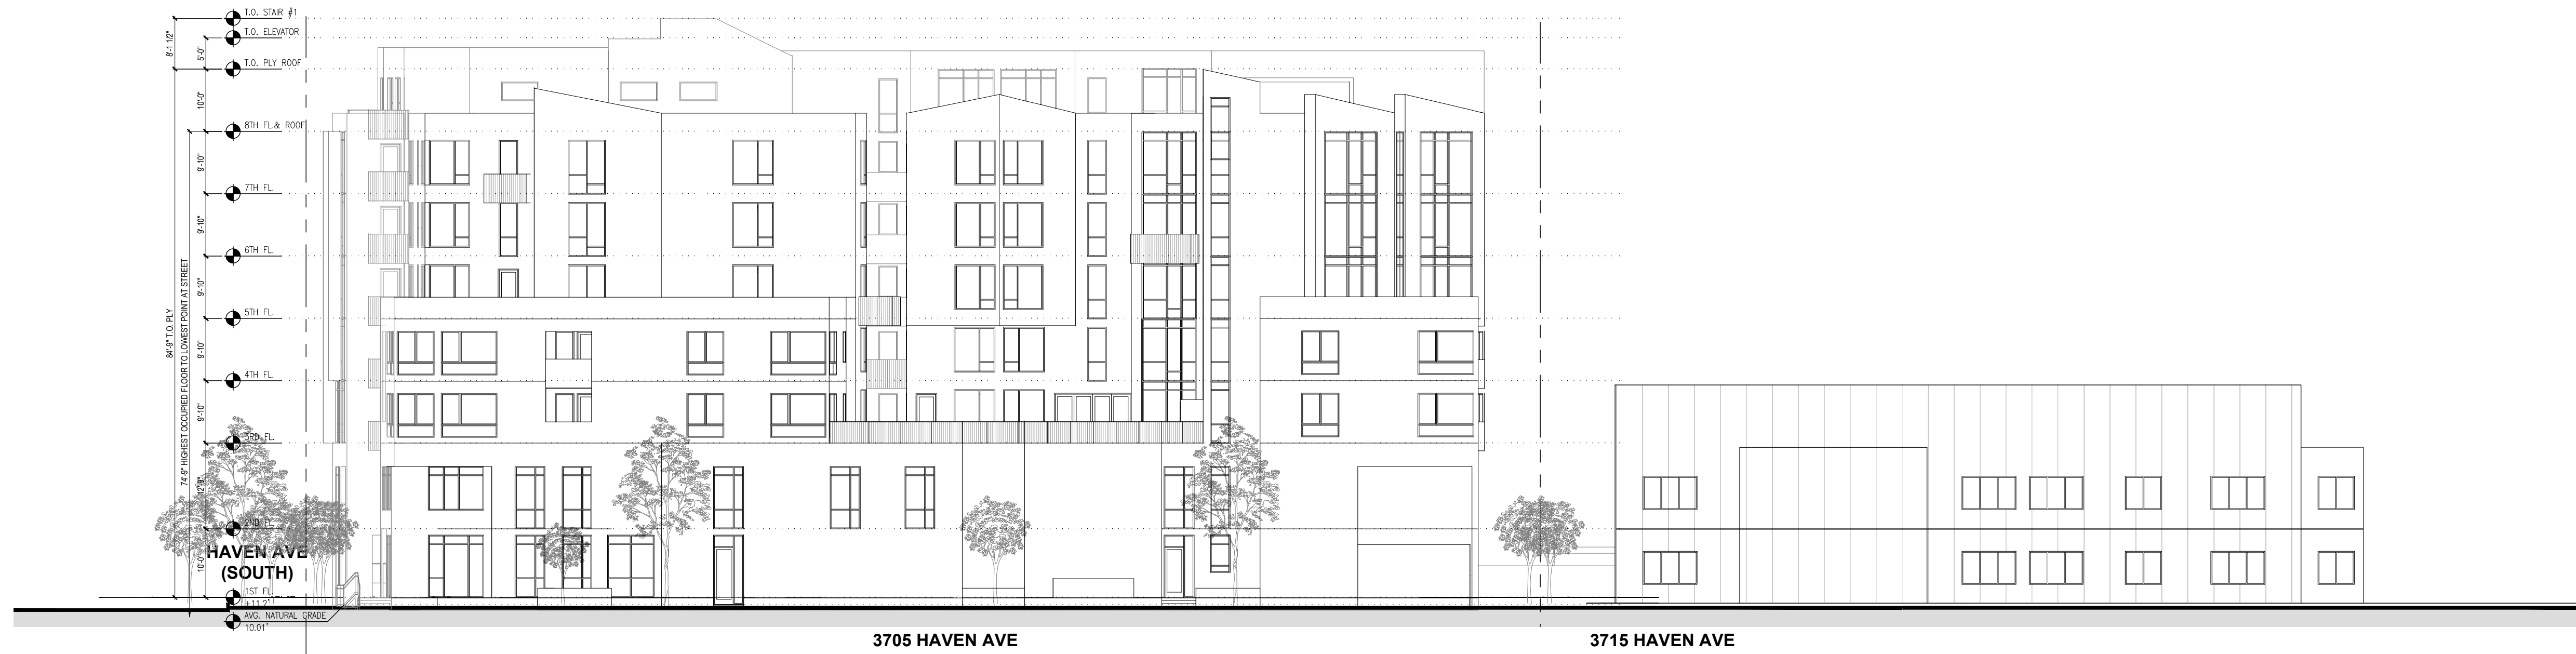 T.O. STAIR #1
T.O. ELEVATOR
T.O. PLY ROOF
8TH FL.& ROOF
7TH FL.
6TH FL.
5TH FL.
4TH FL.
3RD FL.
2ND FL.
1ST FL.
+11.2'
AVG. NATURAL GRADE
10.01'
8'-1 1/2"
5'-0"
10'-0"
9'-10"
9'-10"
9'-10"
9'-10"
9'-10"
12'-9"
10'-0"
84'-9" T.O. PLY
74'-9" HIGHEST OCCUPIED FLOOR TO LOWEST POINT AT STREET
HAVEN AVE
(SOUTH)
3705 HAVEN AVE
3715 HAVEN AVE